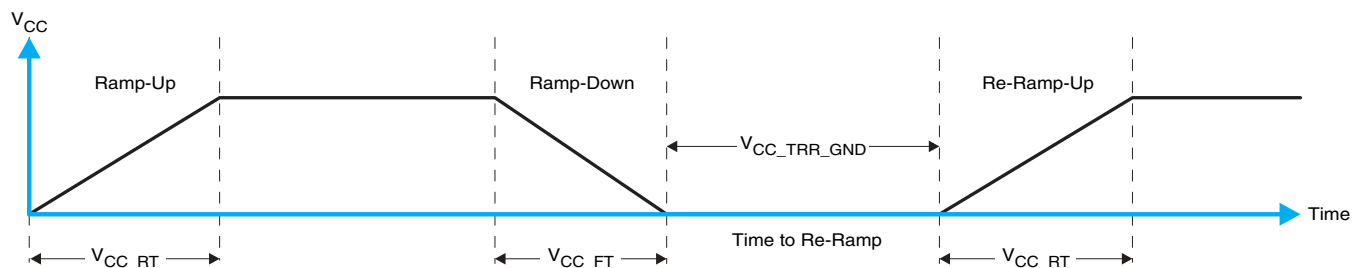 VCC
Ramp-Up
Ramp-Down
Re-Ramp-Up
VCC_TRR_GND
Time
Time to Re-Ramp
VCC_RT
VCC_FT
VCC_RT